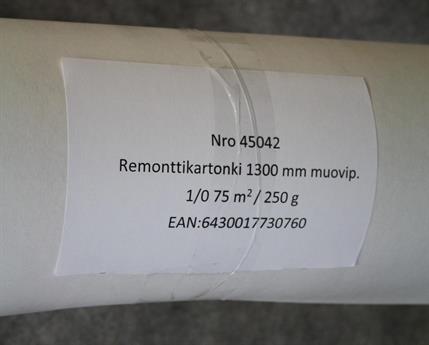 Nro 45042
Remonttikartonki 1300 mm muovip.
1/0 75 m² / 250 g
EAN:6430017730760